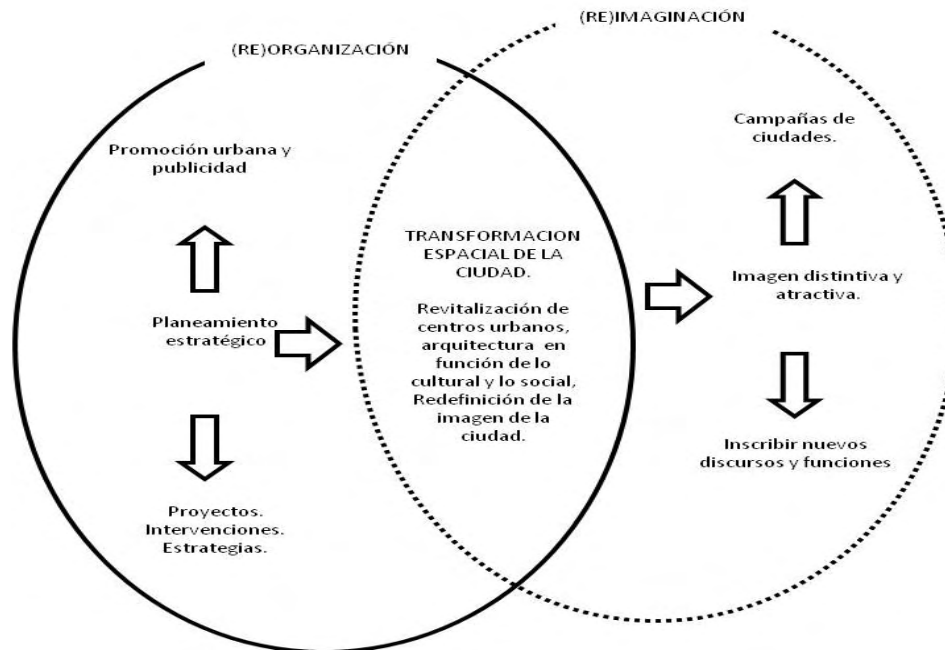 (RE)ORGANIZACIÓN
Promoción urbana y
publicidad
Planeamiento
estratégico
Proyectos.
Intervenciones.
Estrategias.
TRANSFORMACION
ESPACIAL DE LA
CIUDAD.
Revitalización de
centros urbanos,
arquitectura en
función de lo
cultural y lo social,
Redefinición de la
imagen de la
ciudad.
(RE)IMAGINACIÓN
Campañas de
ciudades.
Imagen distintiva y
atractiva.
Inscribir nuevos
discursos y funciones